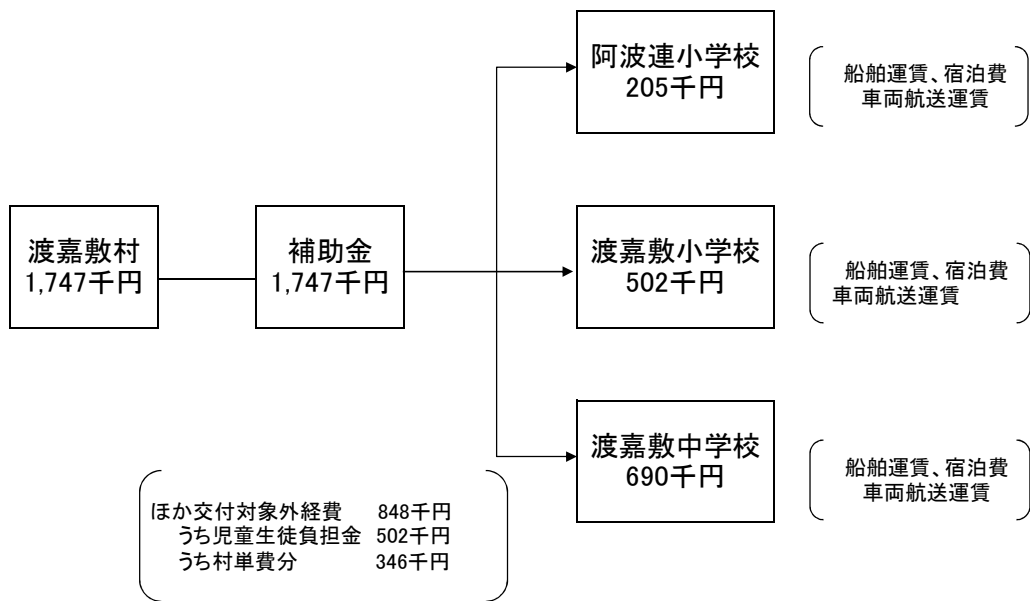 渡嘉敷村
1,747千円
補助金
1,747千円
阿波連小学校
205千円
船舶運賃、宿泊費
車両航送運賃
渡嘉敷小学校
502千円
船舶運賃、宿泊費
車両航送運賃
渡嘉敷中学校
690千円
船舶運賃、宿泊費
車両航送運賃
ほか交付対象外経費 848千円
うち児童生徒負担金 502千円
うち村単費分 346千円